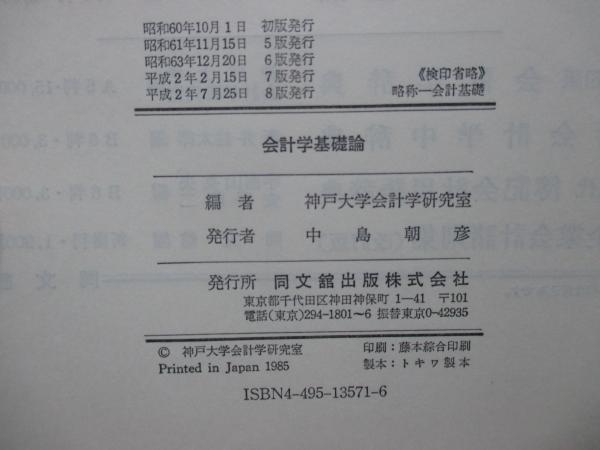 昭和60年10月1日 初版発行
昭和61年11月15日 5版発行
昭和63年12月20日 6版発行
平成2年2月15日 7版発行 《検印省略》
平成2年7月25日 8版発行 略称―会計基礎
会計学基礎論
編者 神戸大学会計学研究室
発行者 中島朝彦
発行所 同文舘出版株式会社
東京都千代田区神田神保町1―41 〒101
電話(東京)294-1801～6 振替東京0-42935
© 神戸大学会計学研究室 印刷：藤本綜合印刷
Printed in Japan 1985 製本：トキワ製本
ISBN4-495-13571-6